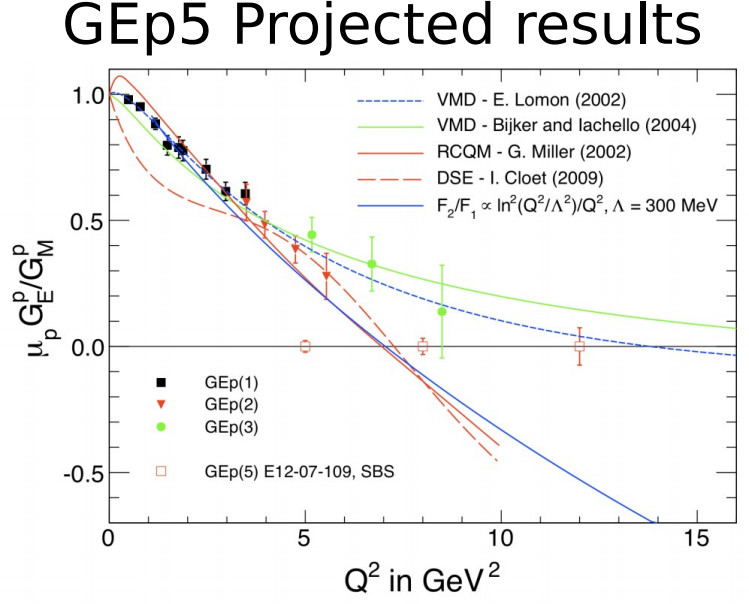 GEp5 Projected results
VMD - E. Lomon (2002)
VMD - Bijker and Iachello (2004)
RCQM - G. Miller (2002)
DSE - I. Cloet (2009)
F₂/F₁ ∝ ln²(Q²/Λ²)/Q², Λ = 300 MeV
1.0
0.5
0.0
-0.5
μₚ Gᴱᵖ/Gᴹᵖ
GEp(1)
GEp(2)
GEp(3)
GEp(5) E12-07-109, SBS
0 5 10 15
Q² in GeV²